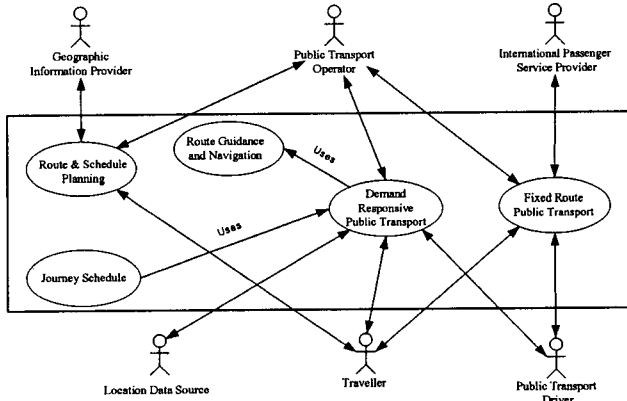 Geographic
Information Provider
Public Transport
Operator
International Passenger
Service Provider
Route & Schedule
Planning
Route Guidance
and Navigation
Uses
Demand
Responsive
Public Transport
Fixed Route
Public Transport
Uses
Journey Schedule
Location Data Source
Traveller
Public Transport
Driver